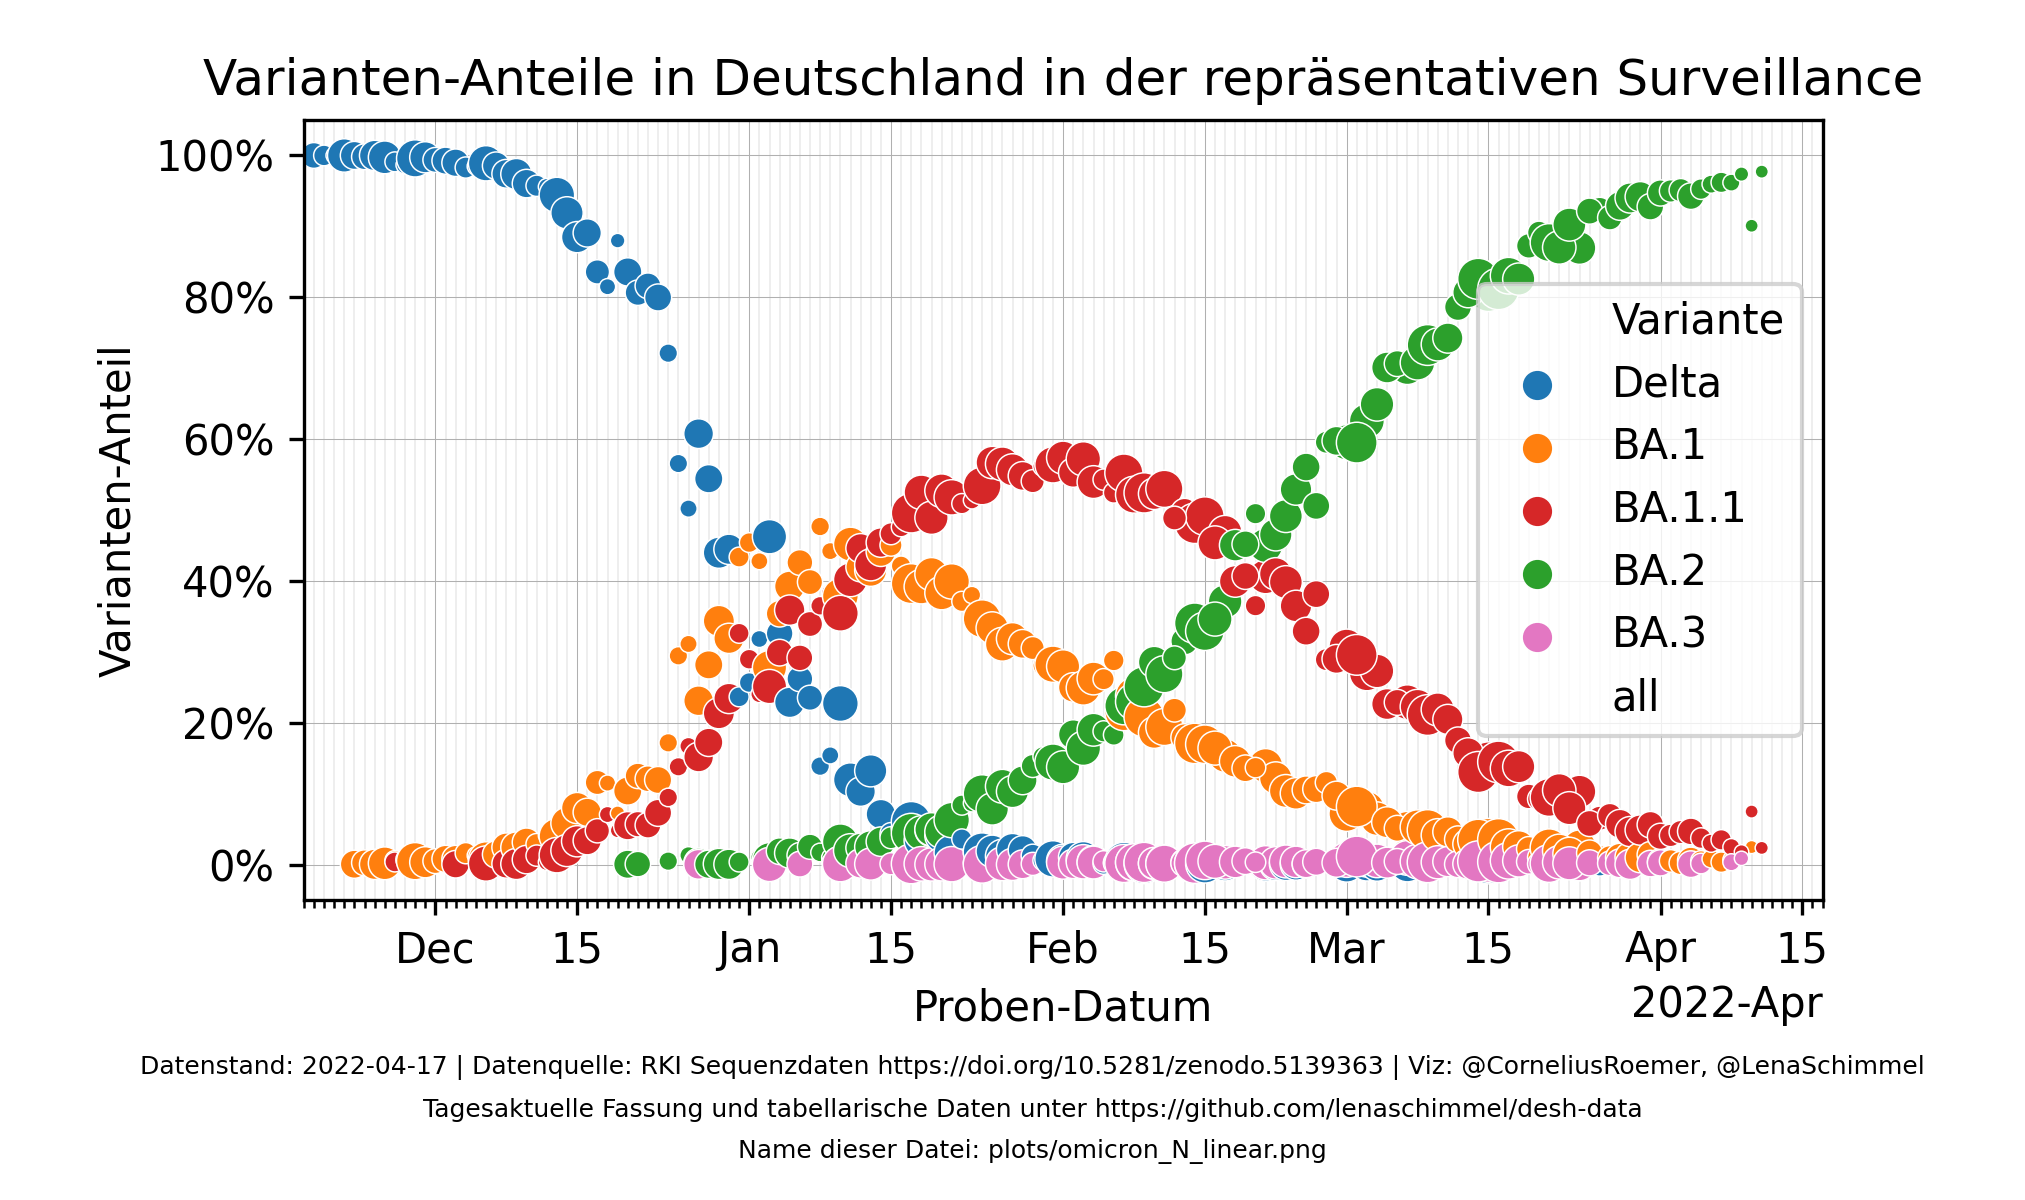 Varianten-Anteile in Deutschland in der repräsentativen Surveillance
Varianten-Anteil
100%
80%
60%
40%
20%
0%
Variante
Delta
BA.1
BA.1.1
BA.2
BA.3
all
Dec 15 Jan 15 Feb 15 Mar 15 Apr 15
Proben-Datum
2022-Apr
Datenstand: 2022-04-17 | Datenquelle: RKI Sequenzdaten https://doi.org/10.5281/zenodo.5139363 | Viz: @CorneliusRoemer, @LenaSchimmel
Tagesaktuelle Fassung und tabellarische Daten unter https://github.com/lenaschimmel/desh-data
Name dieser Datei: plots/omicron_N_linear.png